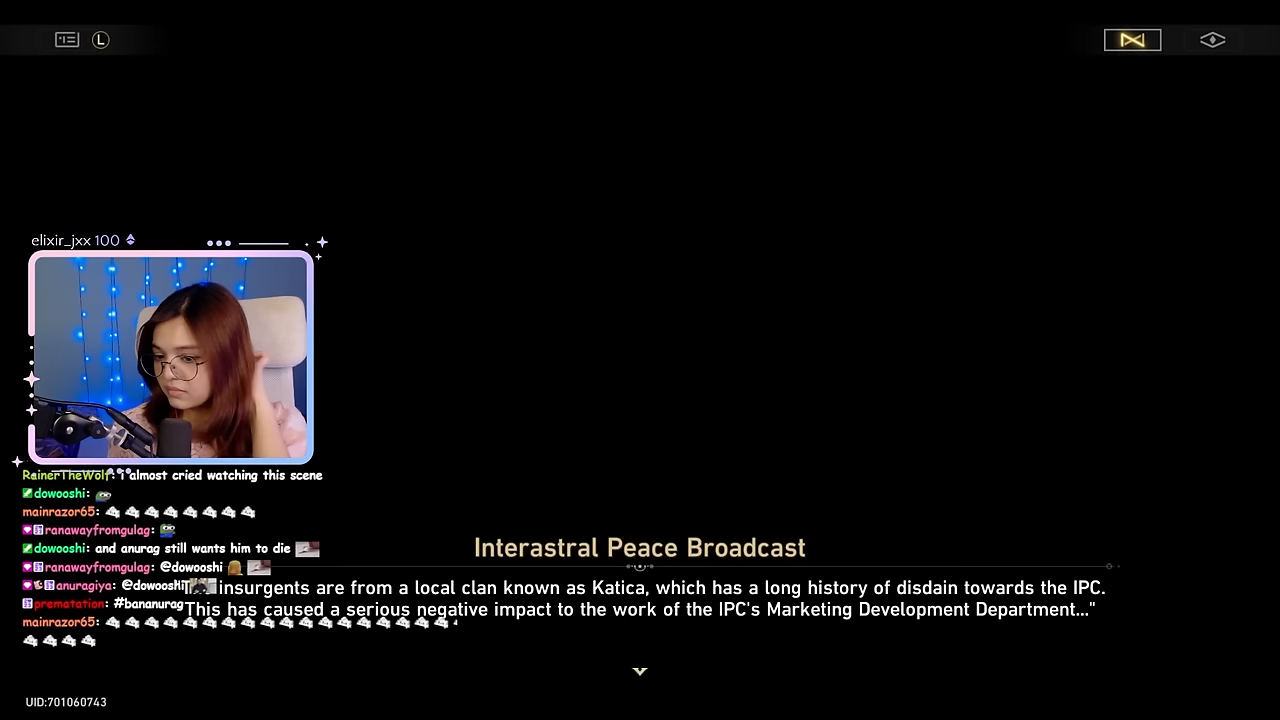 L
elixir_jxx 100
RainerTheWolf: i almost cried watching this scene
dowooshi:
mainrazor65:
ranawayfromgulag:
dowooshi: and anurag still wants him to die
ranawayfromgulag: @dowooshi
anuragiya: @dowooshi
prematation: #bananurag
mainrazor65:
Interastral Peace Broadcast
insurgents are from a local clan known as Katica, which has a long history of disdain towards the IPC.
This has caused a serious negative impact to the work of the IPC's Marketing Development Department..."
UID:701060743